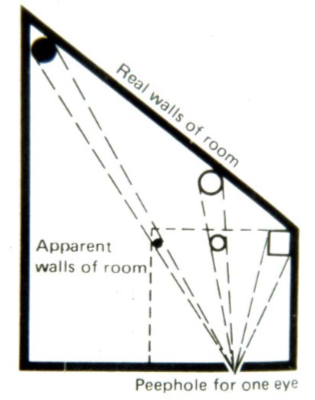 Real walls of room
Apparent
walls of room
Peephole for one eye